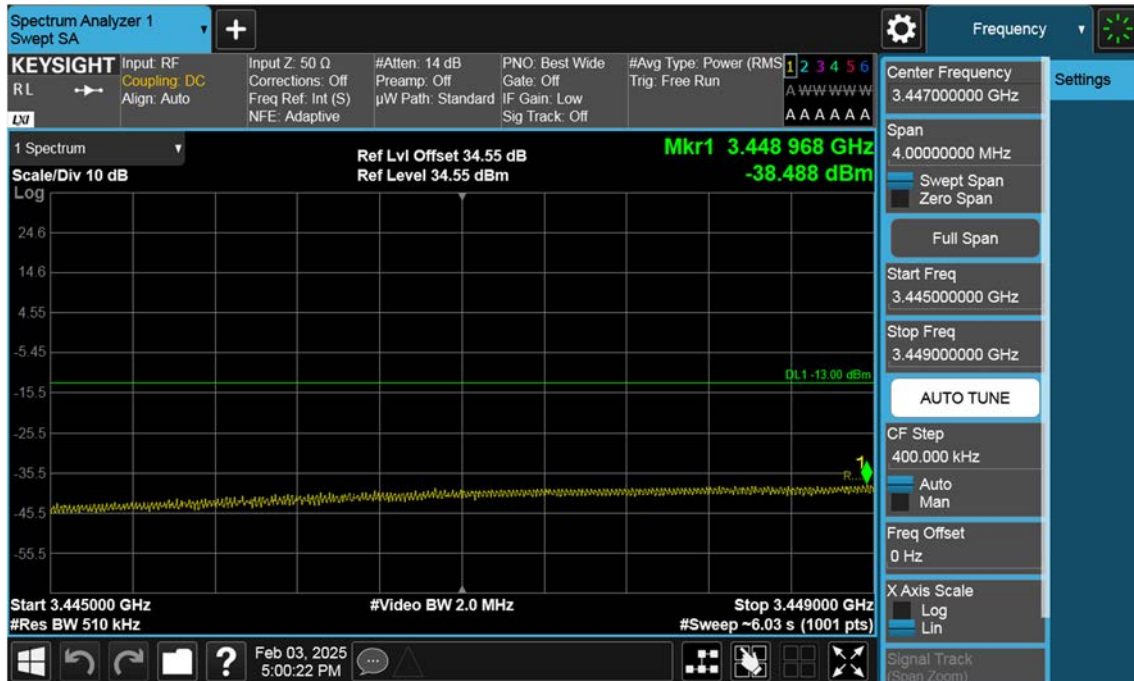 Spectrum Analyzer 1
Swept SA
Frequency
KEYSIGHT
RL
LXI
Input: RF
Coupling: DC
Align: Auto
Input Z: 50 Ω
Corrections: Off
Freq Ref: Int (S)
NFE: Adaptive
#Atten: 14 dB
Preamp: Off
µW Path: Standard
PNO: Best Wide
Gate: Off
IF Gain: Low
Sig Track: Off
#Avg Type: Power (RMS
Trig: Free Run
1 2 3 4 5 6
A W W W W W
A A A A A A
1 Spectrum
Scale/Div 10 dB
Log
Ref Lvl Offset 34.55 dB
Ref Level 34.55 dBm
Mkr1 3.448 968 GHz
-38.488 dBm
24.6
14.6
4.55
-5.45
-15.5
-25.5
-35.5
-45.5
-55.5
DL1 -13.00 dBm
1
R...
Start 3.445000 GHz
#Res BW 510 kHz
#Video BW 2.0 MHz
Stop 3.449000 GHz
#Sweep ~6.03 s (1001 pts)
Center Frequency
3.447000000 GHz
Span
4.00000000 MHz
Swept Span
Zero Span
Full Span
Start Freq
3.445000000 GHz
Stop Freq
3.449000000 GHz
AUTO TUNE
CF Step
400.000 kHz
Auto
Man
Freq Offset
0 Hz
X Axis Scale
Log
Lin
Signal Track
(Span Zoom)
Settings
?
Feb 03, 2025
5:00:22 PM